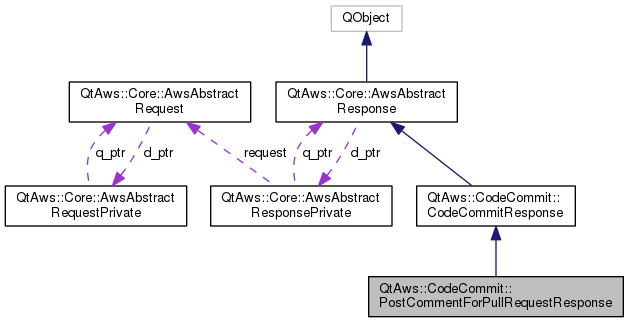 QObject
QtAws::Core::AwsAbstract
Request
QtAws::Core::AwsAbstract
Response
q_ptr
d_ptr
request
q_ptr
d_ptr
QtAws::Core::AwsAbstract
RequestPrivate
QtAws::Core::AwsAbstract
ResponsePrivate
QtAws::CodeCommit::
CodeCommitResponse
QtAws::CodeCommit::
PostCommentForPullRequestResponse